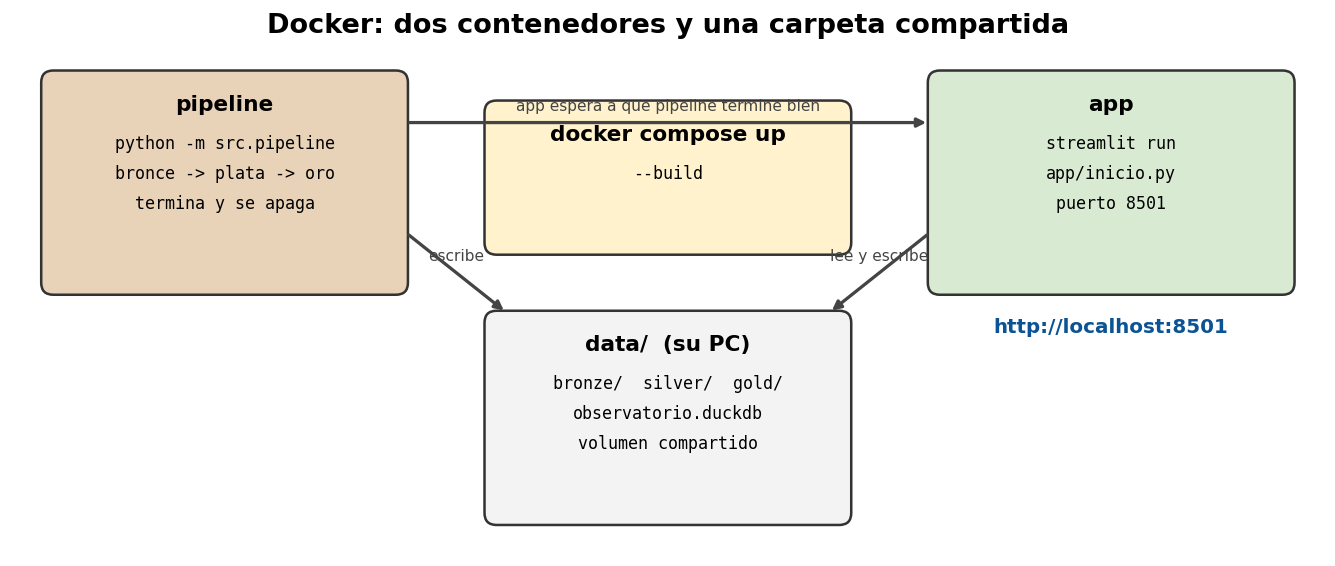 Docker: dos contenedores y una carpeta compartida
pipeline
python -m src.pipeline
bronce -> plata -> oro
termina y se apaga
app espera a que pipeline termine bien
docker compose up
--build
app
streamlit run
app/inicio.py
puerto 8501
escribe
lee y escribe
http://localhost:8501
data/  (su PC)
bronze/  silver/  gold/
observatorio.duckdb
volumen compartido